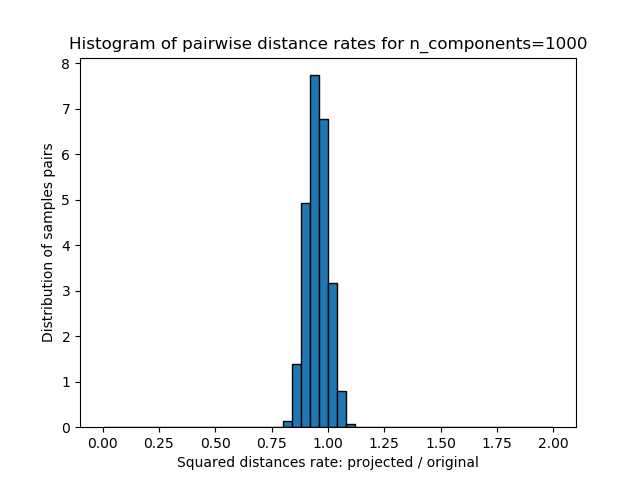 Histogram of pairwise distance rates for n_components=1000
8
7
6
5
4
3
2
1
0
Distribution of samples pairs
0.00 0.25 0.50 0.75 1.00 1.25 1.50 1.75 2.00
Squared distances rate: projected / original